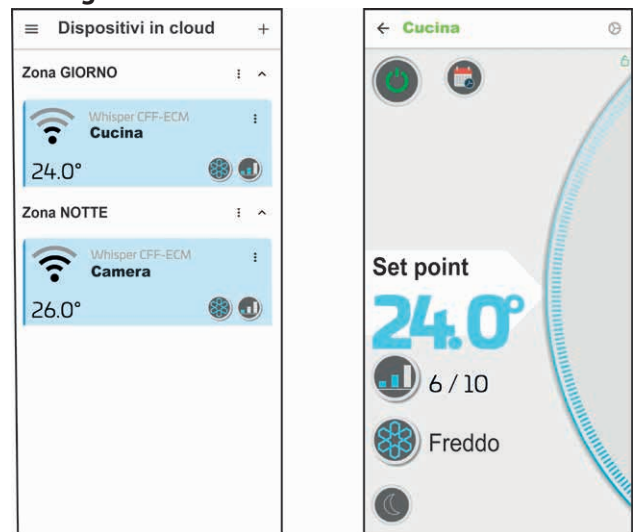 Dispositivi in cloud
Zona GIORNO
Whisper CFF-ECM
Cucina
24.0°
Zona NOTTE
Whisper CFF-ECM
Camera
26.0°
Cucina
Set point
24.0°
6 / 10
Freddo